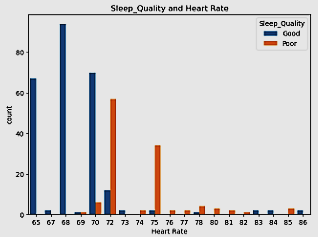 Sleep_Quality and Heart Rate
Sleep_Quality
Good
Poor
count
80
60
40
20
0
65 67 68 69 70 72 73 74 75 76 77 78 80 81 82 83 84 85 86
Heart Rate